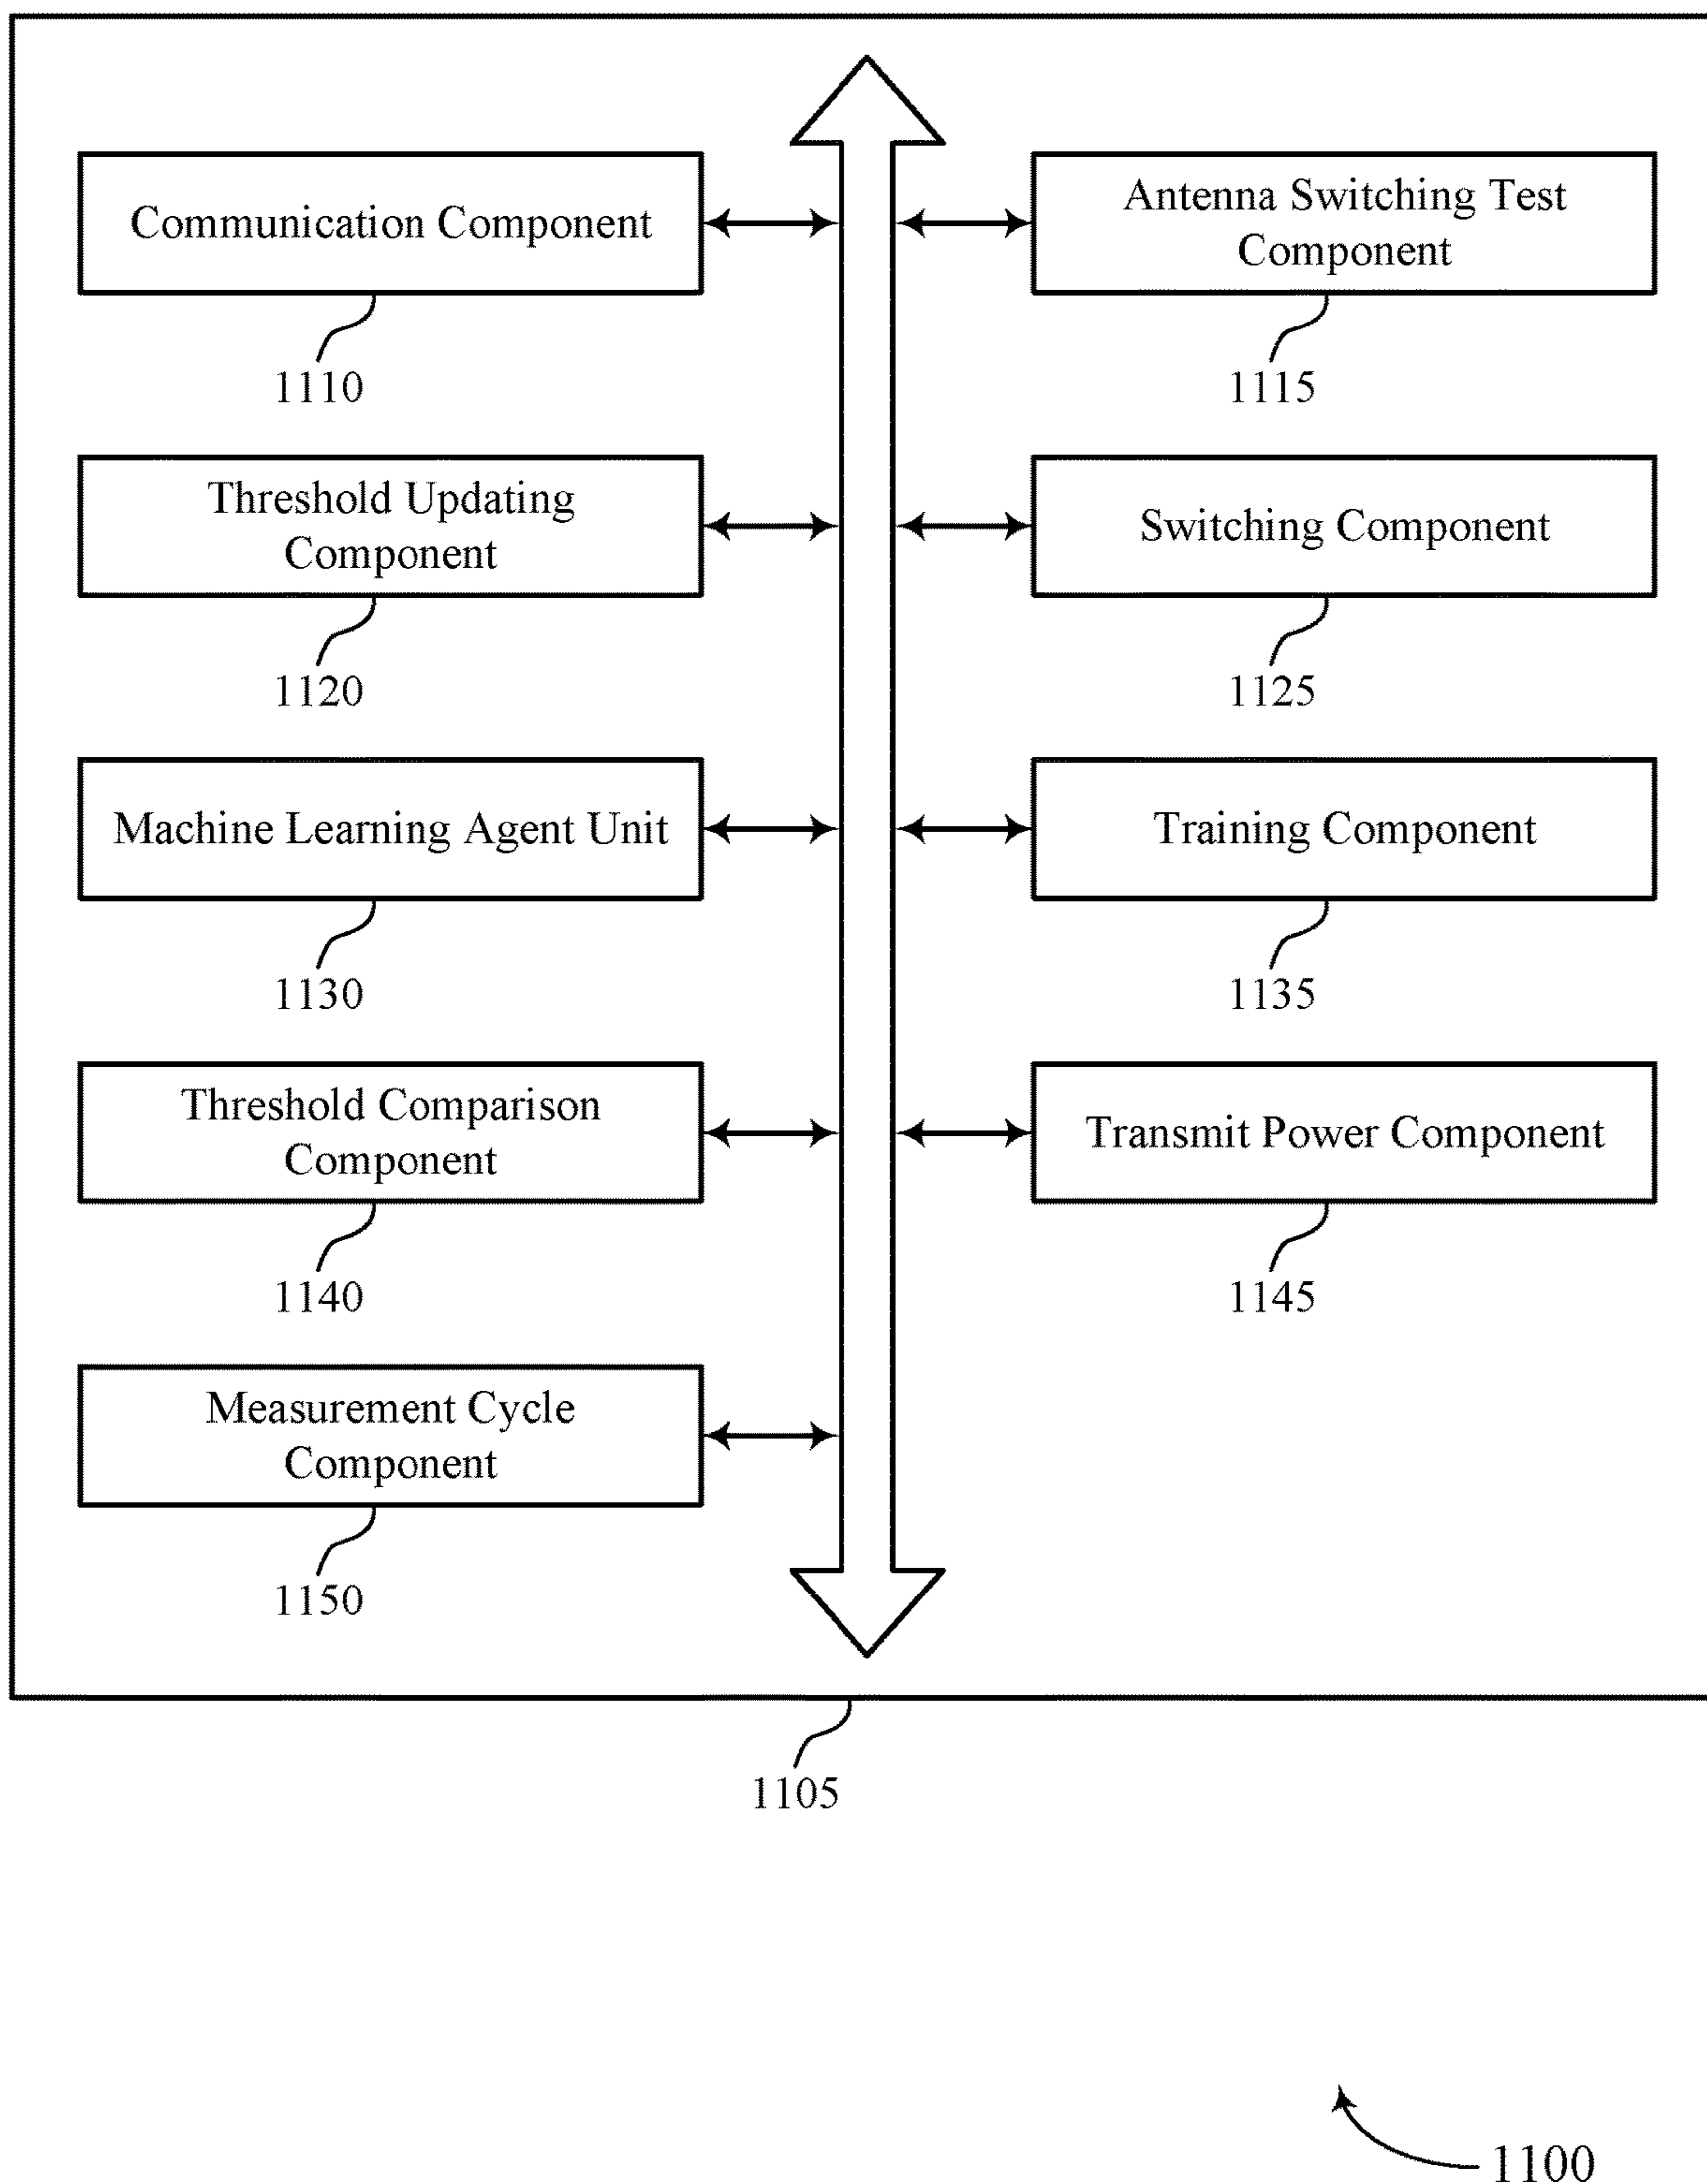 Communication Component
1110
Antenna Switching Test
Component
1115
Threshold Updating
Component
1120
Switching Component
1125
Machine Learning Agent Unit
1130
Training Component
1135
Threshold Comparison
Component
1140
Transmit Power Component
1145
Measurement Cycle
Component
1150
1105
1100